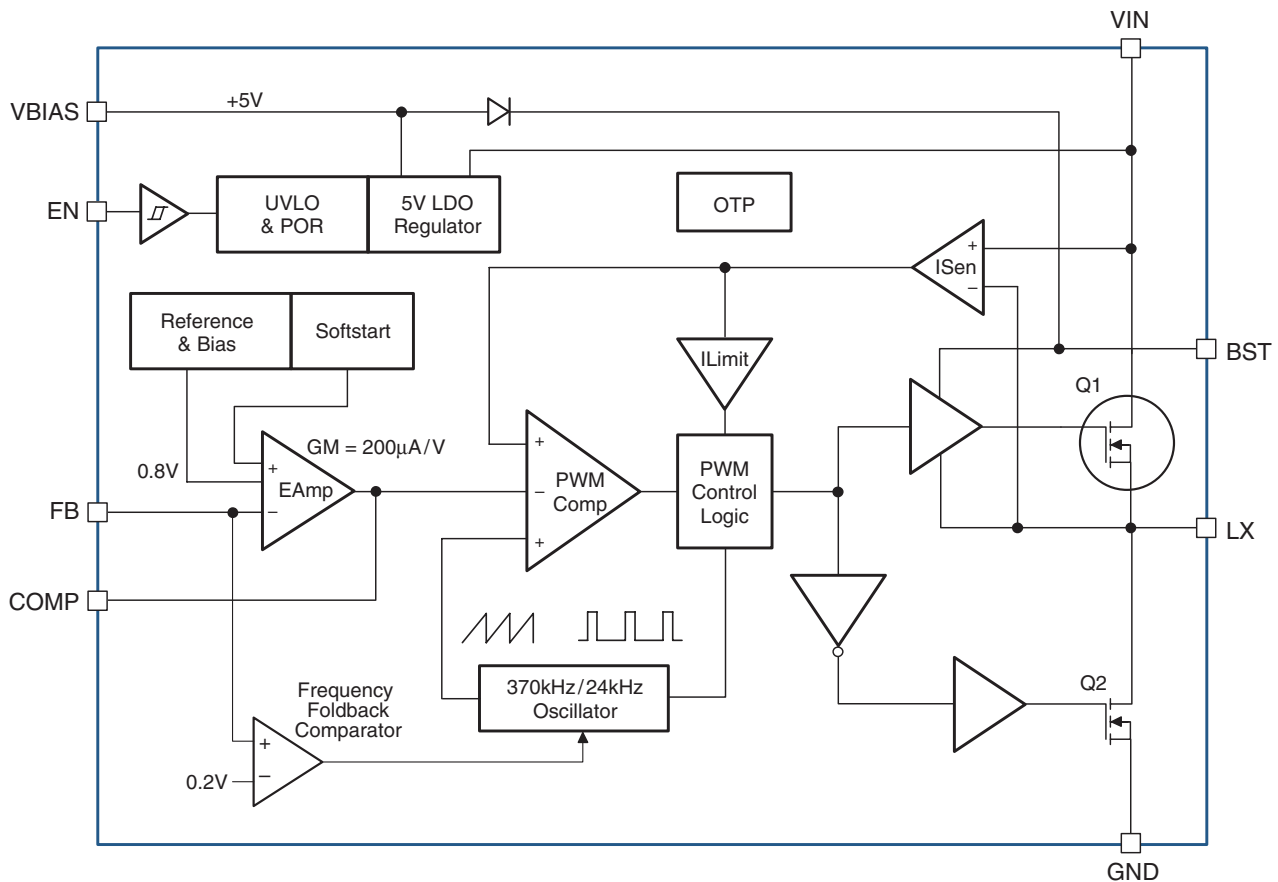 VIN
VBIAS
+5V
EN
UVLO
& POR
5V LDO
Regulator
OTP
+
ISen
–
Reference
& Bias
Softstart
ILimit
BST
Q1
GM = 200µA/V
0.8V
+
EAmp
–
FB
+
PWM
Comp
–
+
PWM
Control
Logic
LX
COMP
370kHz/24kHz
Oscillator
Frequency
Foldback
Comparator
+
–
0.2V
Q2
GND